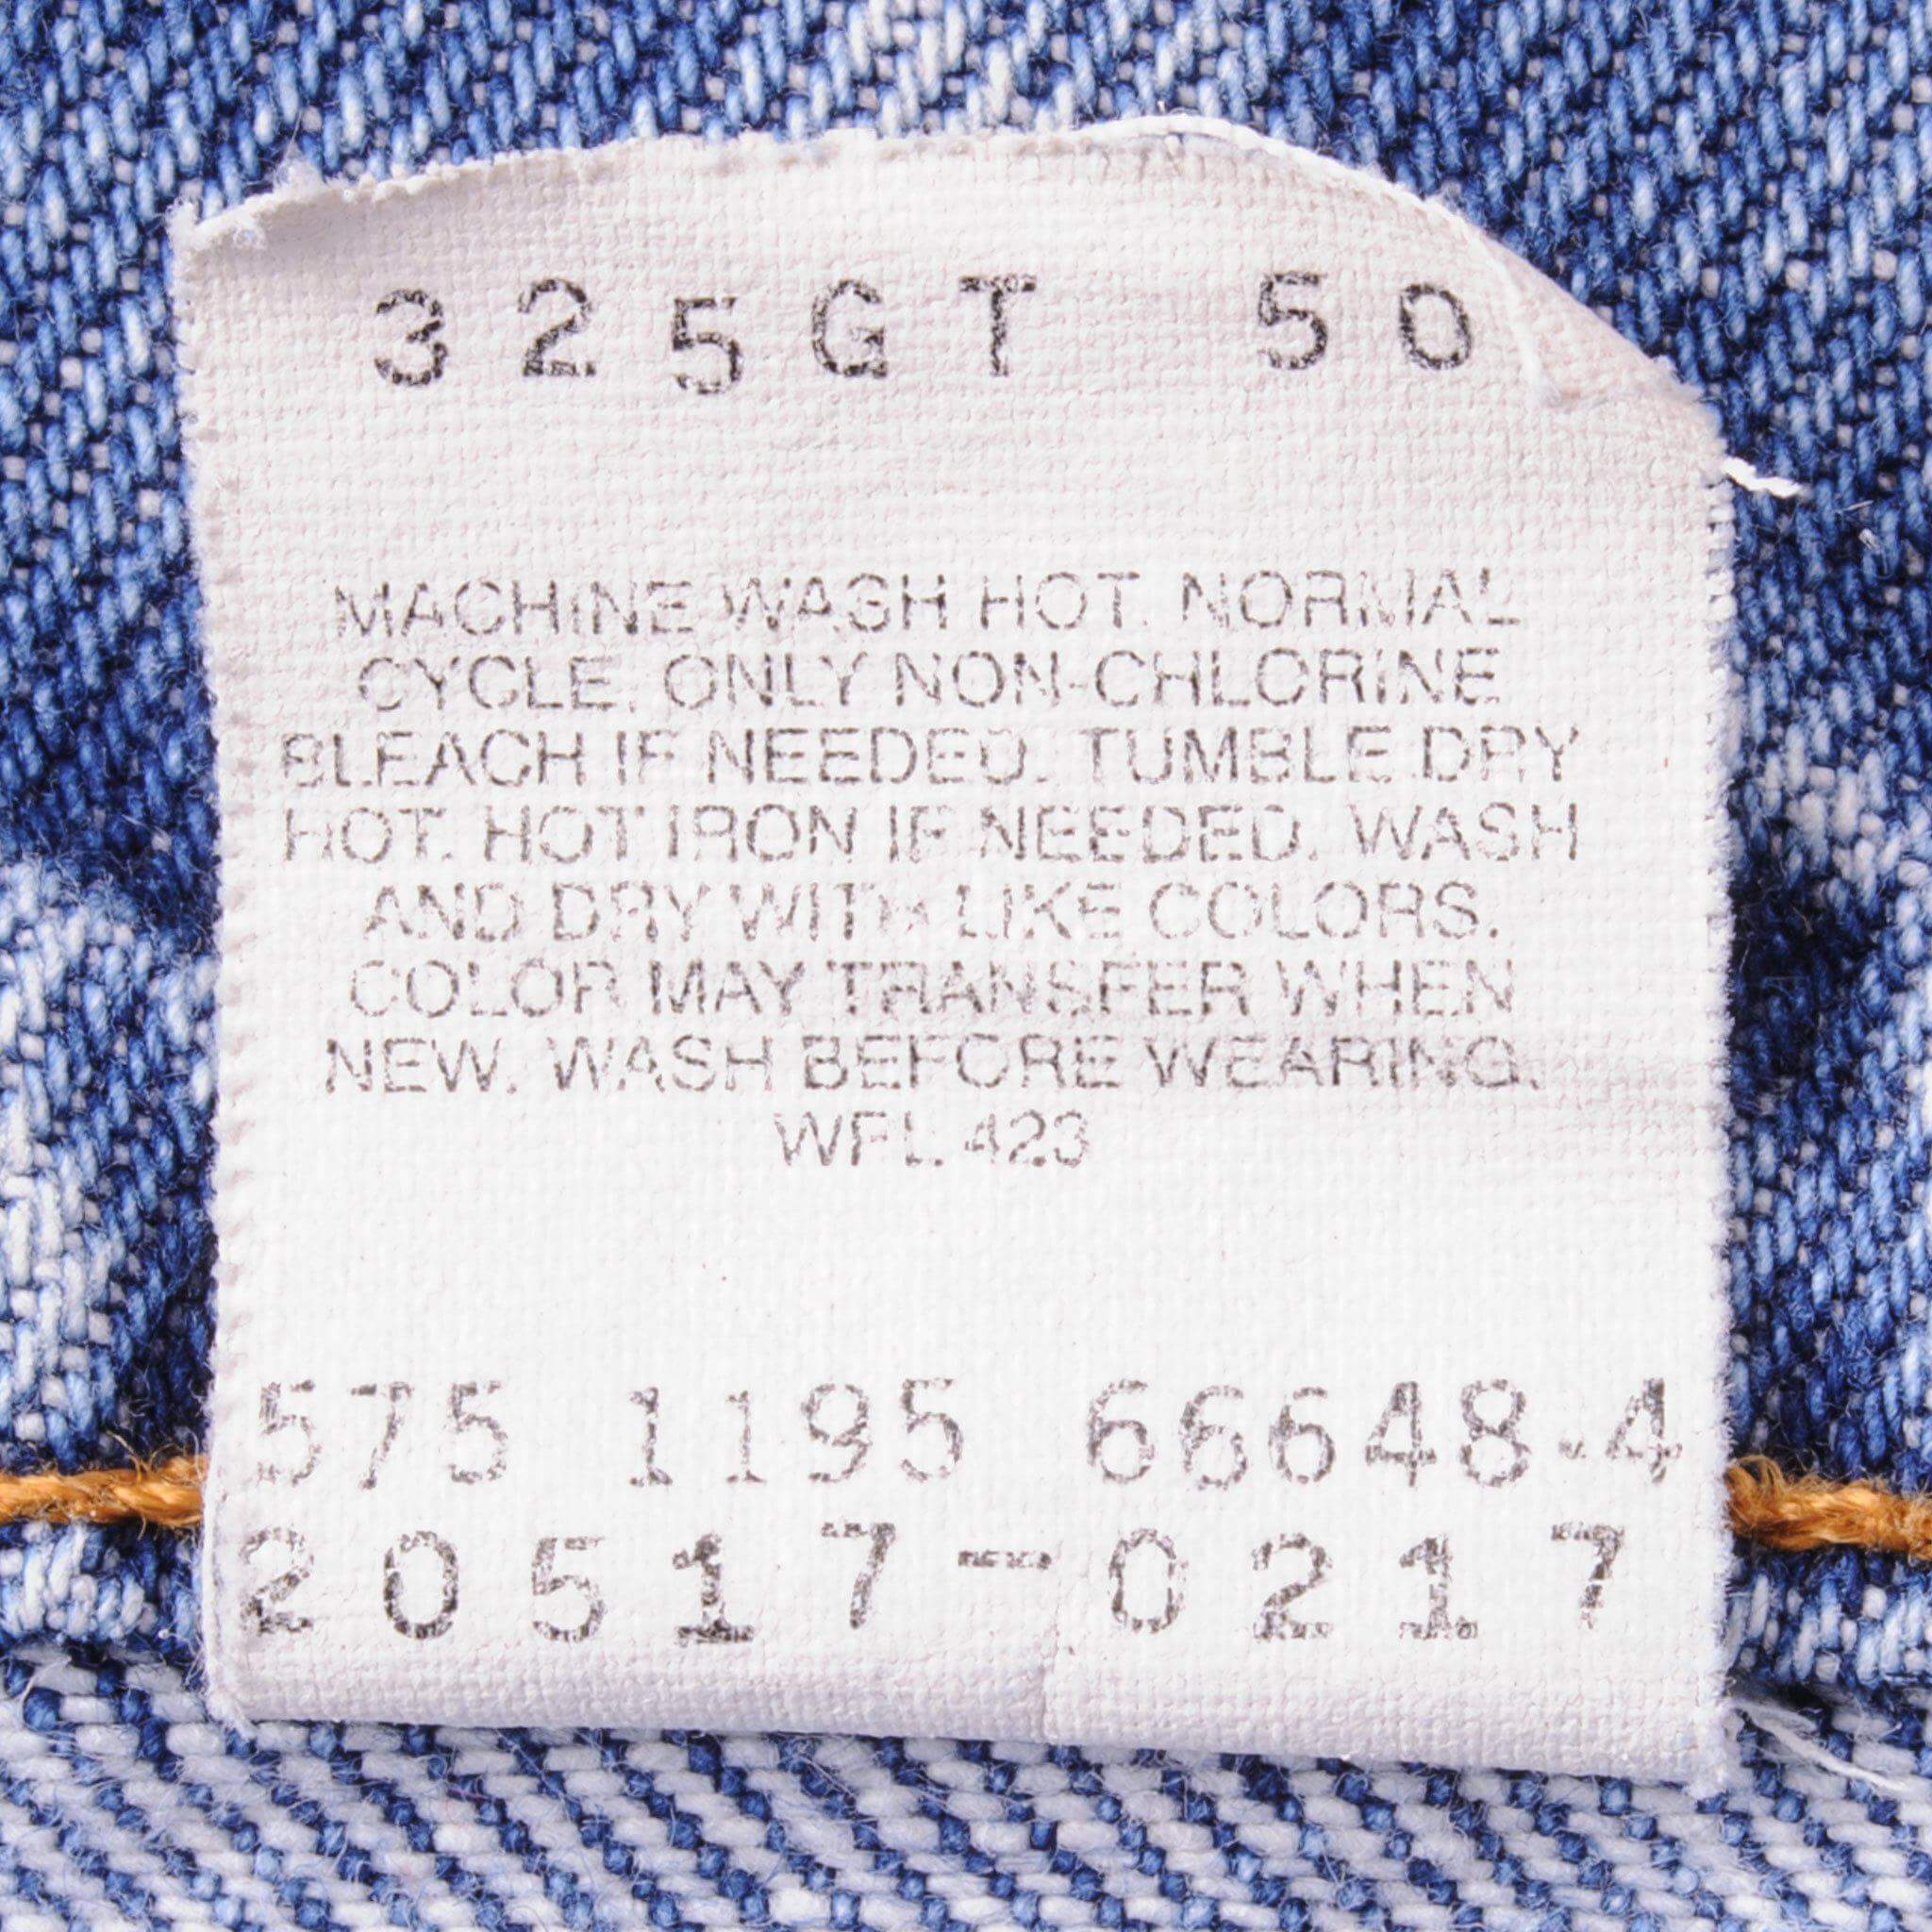 325GT 50
MACHINE WASH HOT. NORMAL
CYCLE. ONLY NON-CHLORINE
BLEACH IF NEEDED. TUMBLE DRY
HOT. HOT IRON IF NEEDED. WASH
AND DRY WITH LIKE COLORS.
COLOR MAY TRANSFER WHEN
NEW. WASH BEFORE WEARING.
WPL 423
575 1195 66648-4
20517-0217